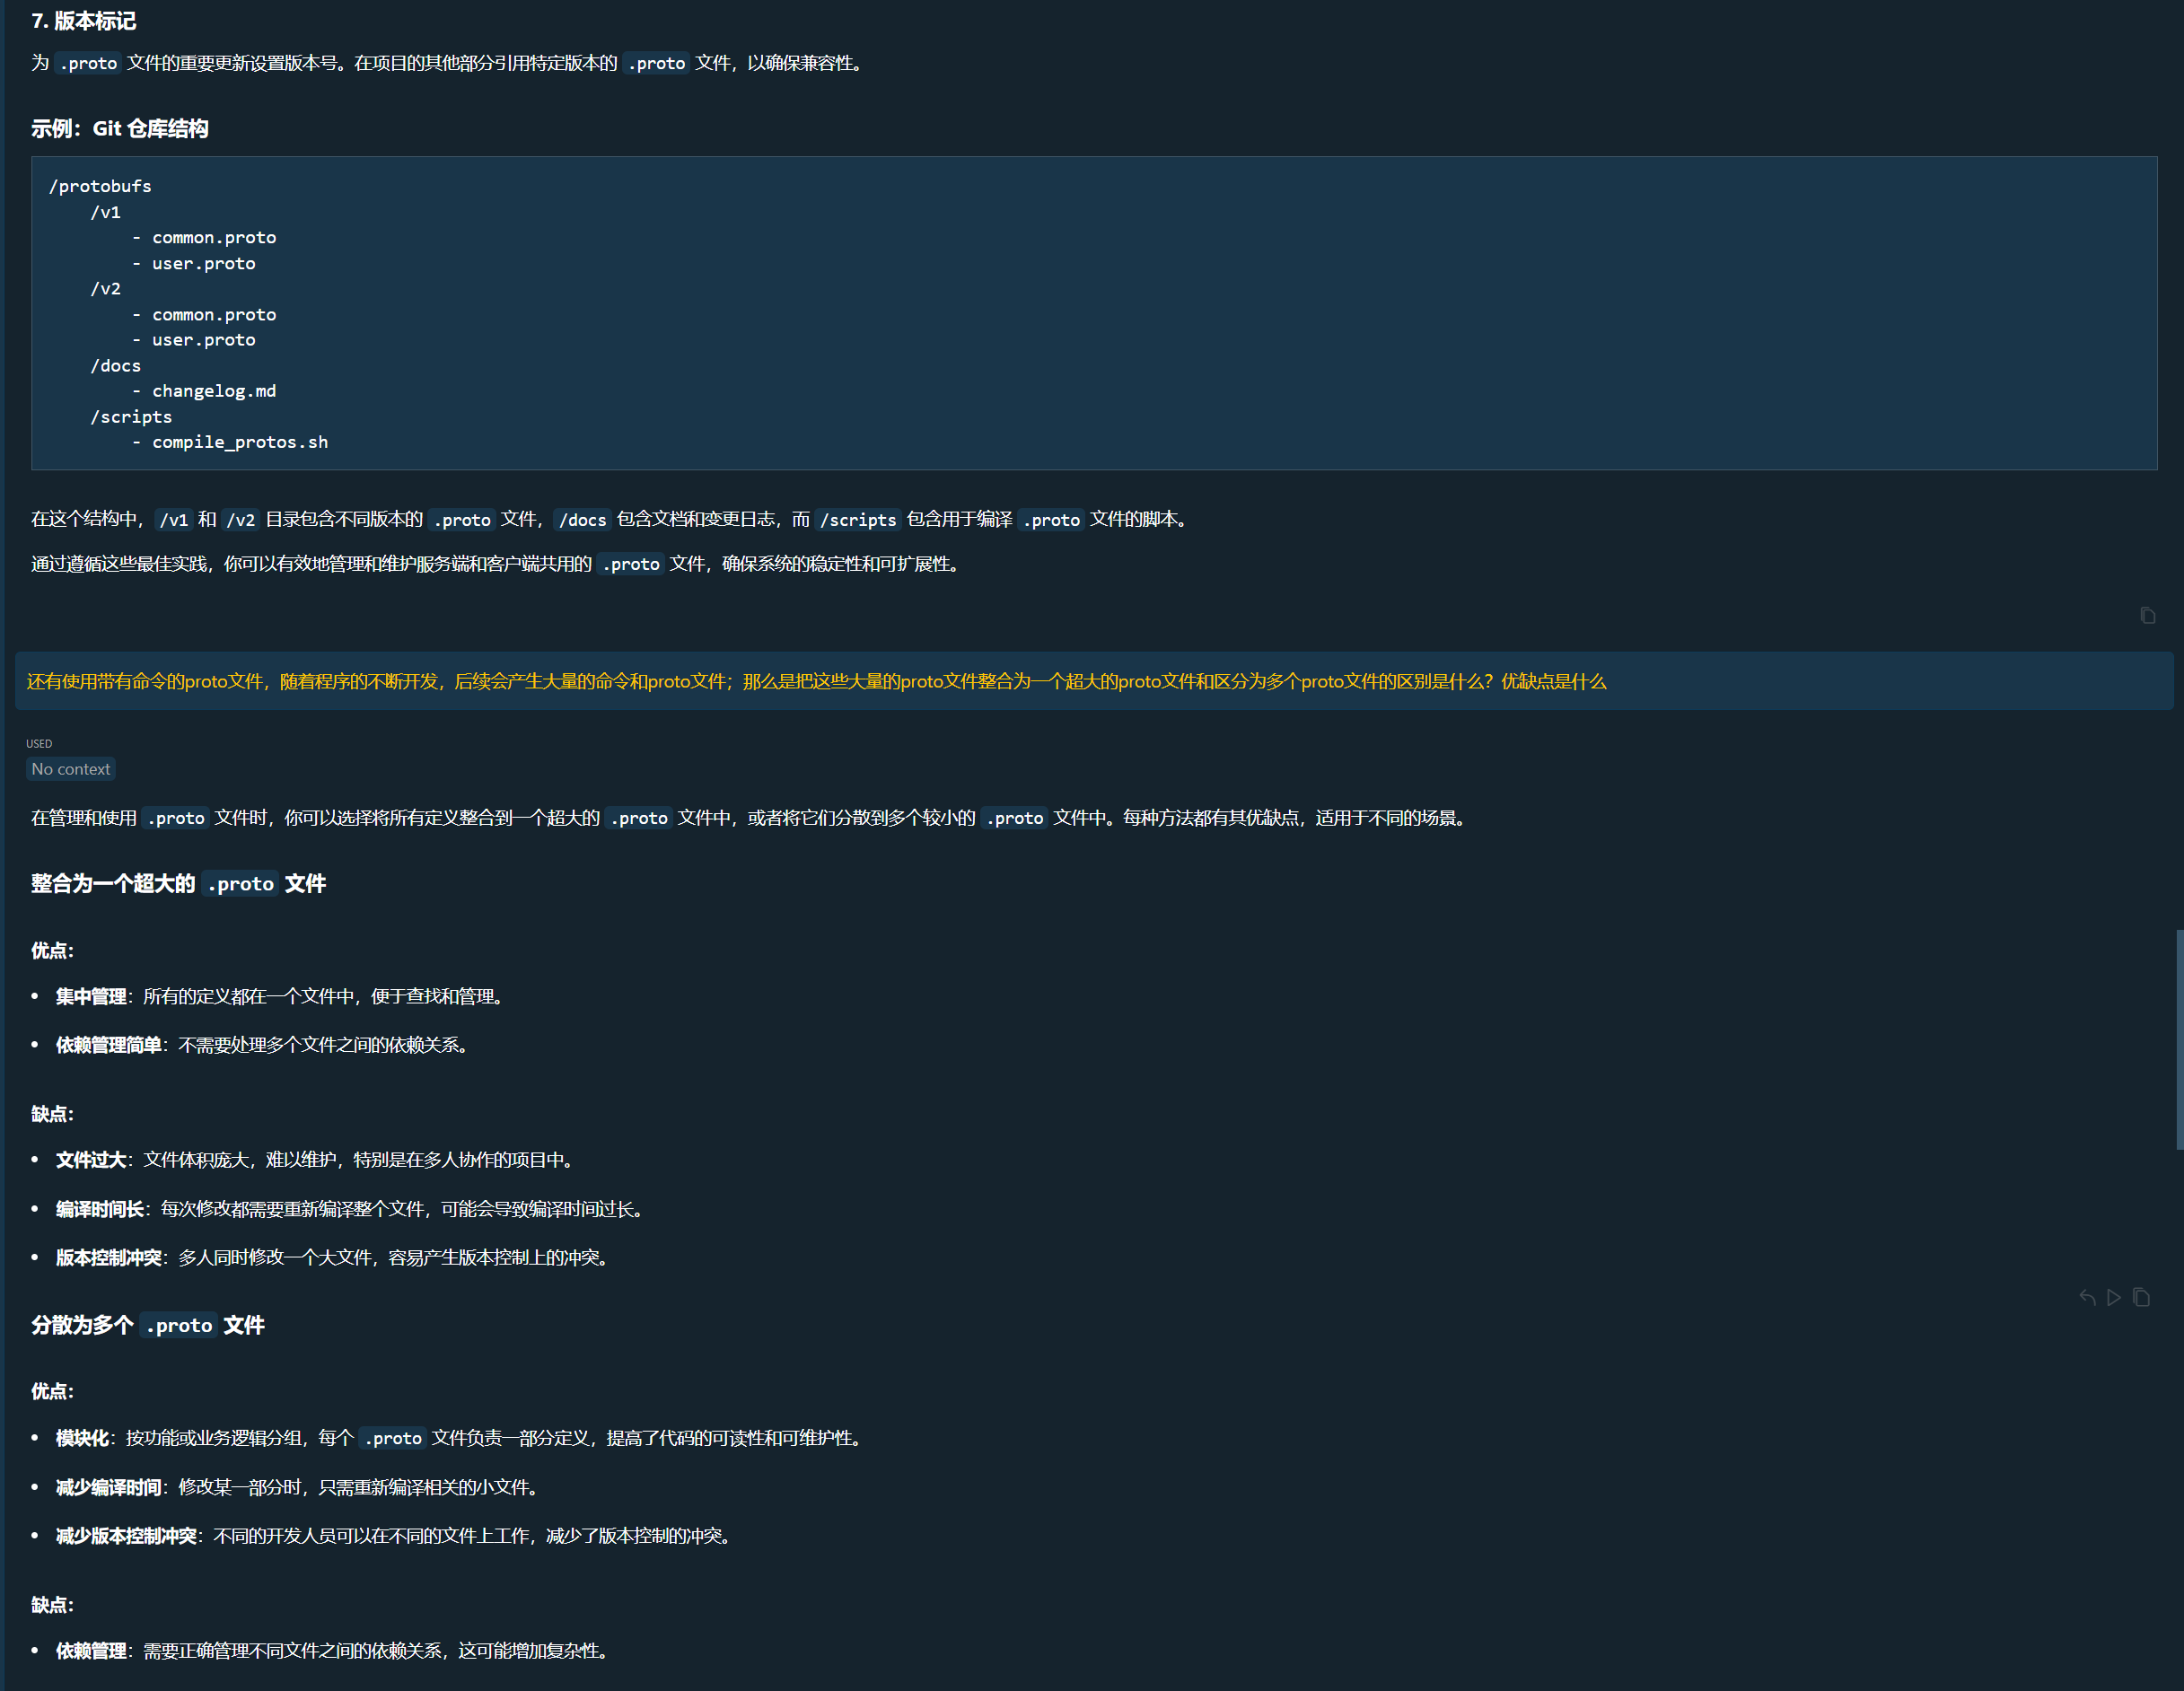 7. 版本标记
为 .proto 文件的重要更新设置版本号。在项目的其他部分引用特定版本的 .proto 文件，以确保兼容性。
示例：Git 仓库结构
/protobufs
    /v1
        - common.proto
        - user.proto
    /v2
        - common.proto
        - user.proto
    /docs
        - changelog.md
    /scripts
        - compile_protos.sh
在这个结构中， /v1 和 /v2 目录包含不同版本的 .proto 文件， /docs 包含文档和变更日志，而 /scripts 包含用于编译 .proto 文件的脚本。
通过遵循这些最佳实践，你可以有效地管理和维护服务端和客户端共用的 .proto 文件，确保系统的稳定性和可扩展性。
还有使用带有命令的proto文件，随着程序的不断开发，后续会产生大量的命令和proto文件；那么是把这些大量的proto文件整合为一个超大的proto文件和区分为多个proto文件的区别是什么？优缺点是什么
USED
No context
在管理和使用 .proto 文件时，你可以选择将所有定义整合到一个超大的 .proto 文件中，或者将它们分散到多个较小的 .proto 文件中。每种方法都有其优缺点，适用于不同的场景。
整合为一个超大的 .proto 文件
优点：
• 集中管理：所有的定义都在一个文件中，便于查找和管理。
• 依赖管理简单：不需要处理多个文件之间的依赖关系。
缺点：
• 文件过大：文件体积庞大，难以维护，特别是在多人协作的项目中。
• 编译时间长：每次修改都需要重新编译整个文件，可能会导致编译时间过长。
• 版本控制冲突：多人同时修改一个大文件，容易产生版本控制上的冲突。
分散为多个 .proto 文件
优点：
• 模块化：按功能或业务逻辑分组，每个 .proto 文件负责一部分定义，提高了代码的可读性和可维护性。
• 减少编译时间：修改某一部分时，只需重新编译相关的小文件。
• 减少版本控制冲突：不同的开发人员可以在不同的文件上工作，减少了版本控制的冲突。
缺点：
• 依赖管理：需要正确管理不同文件之间的依赖关系，这可能增加复杂性。